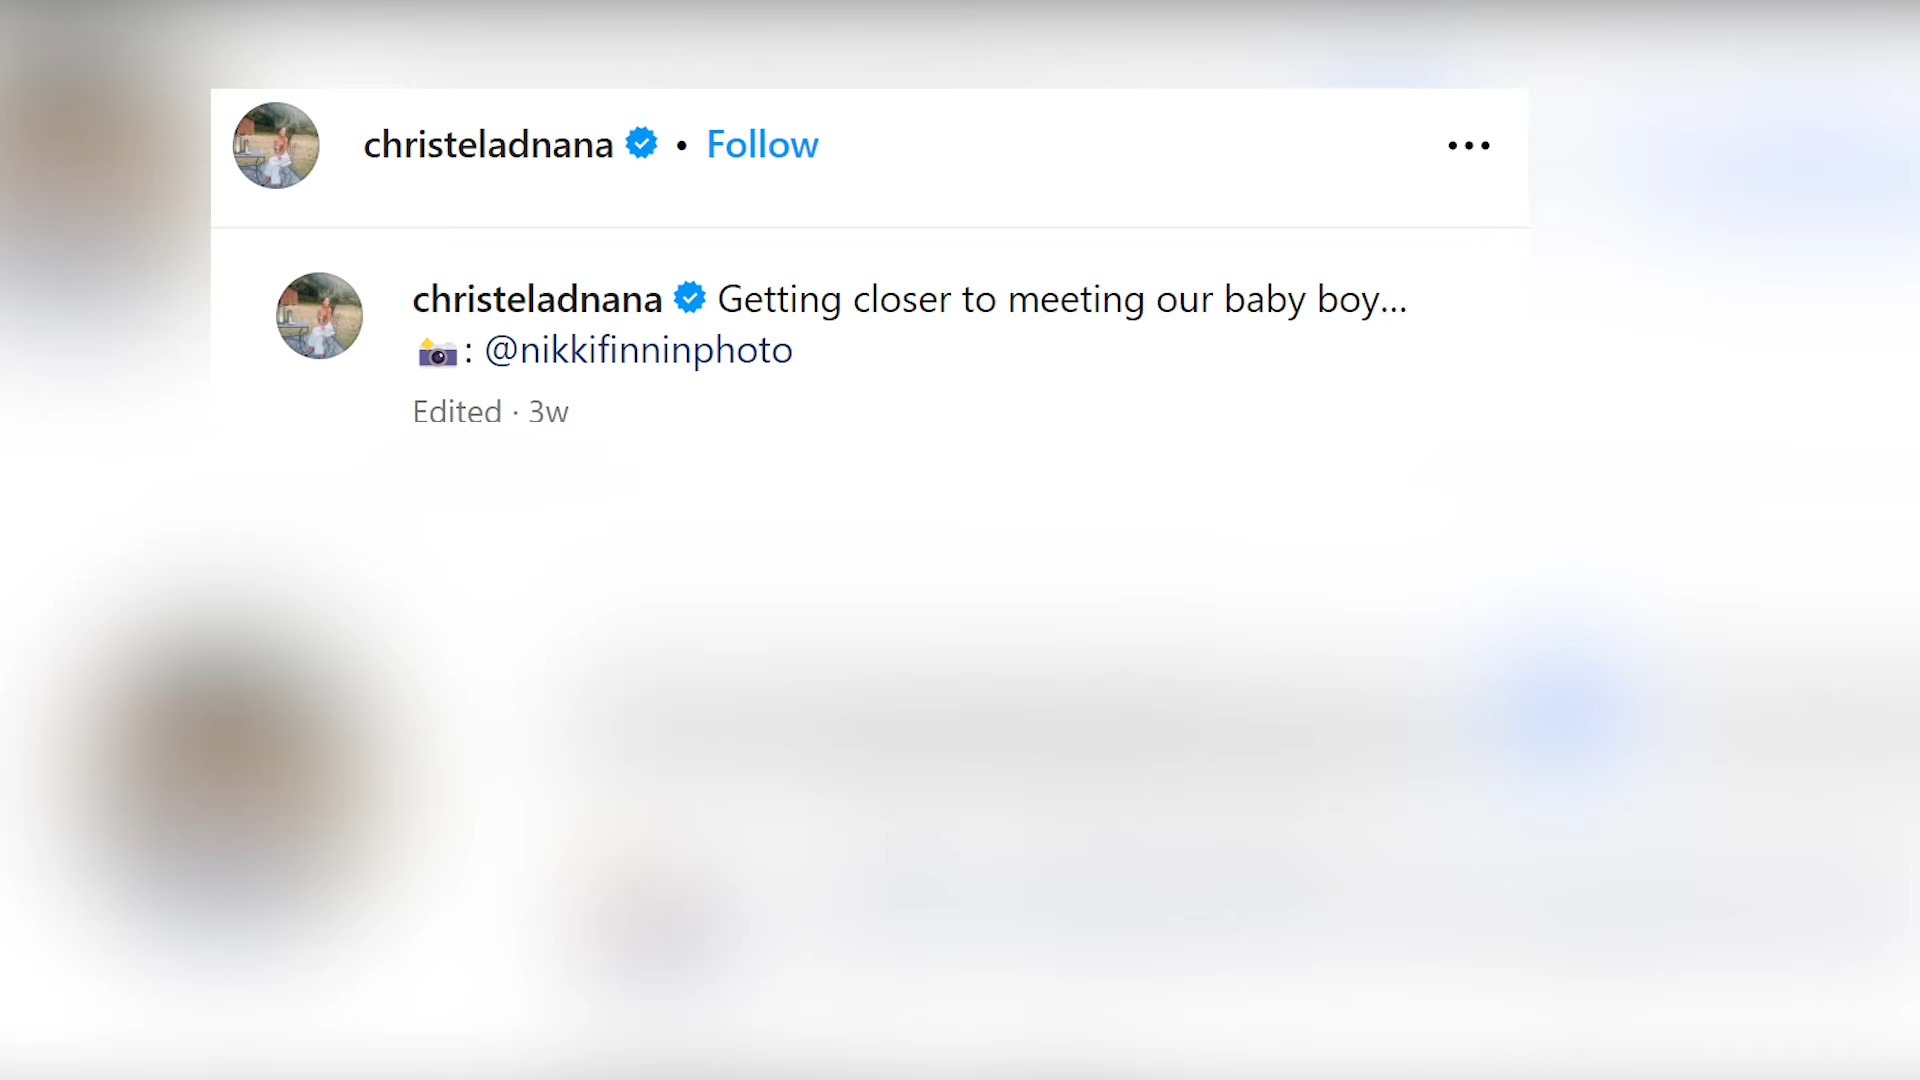 christeladnana • Follow
christeladnana Getting closer to meeting our baby boy...
📸: @nikkifinninphoto
Edited · 3w